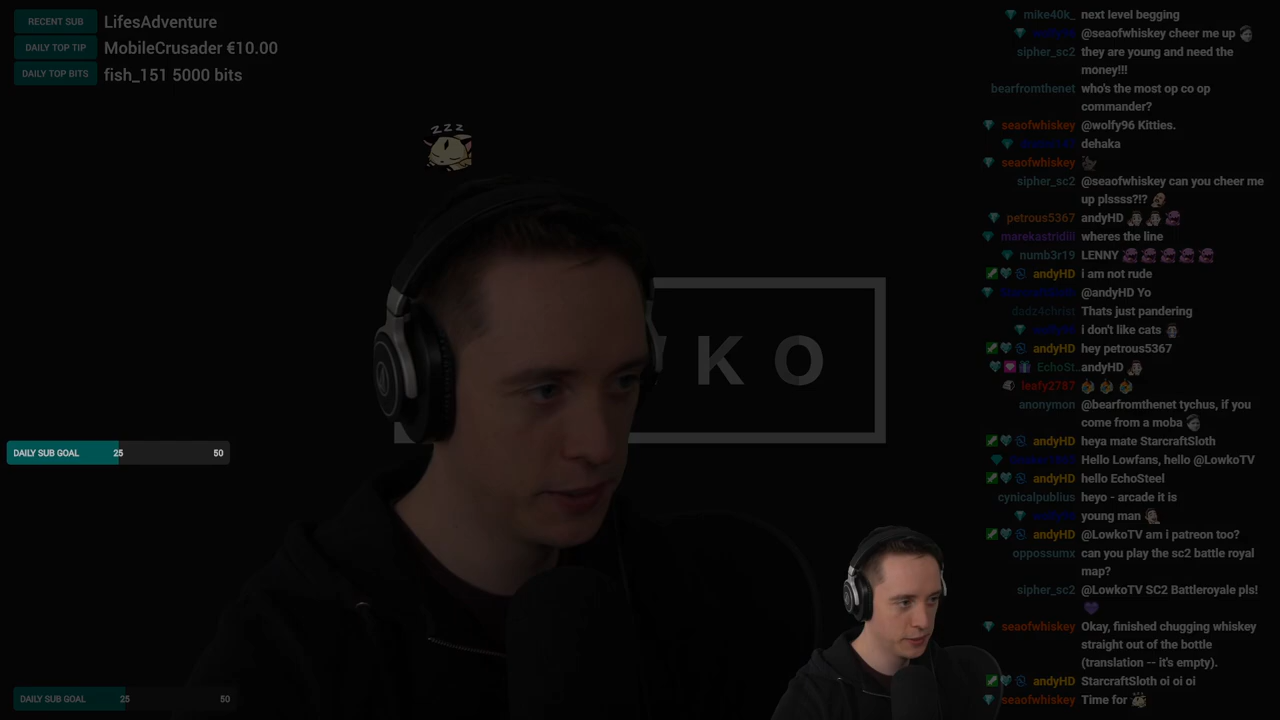 RECENT SUB LifesAdventure
DAILY TOP TIP MobileCrusader €10.00
DAILY TOP BITS fish_151 5000 bits
zzz
KO
DAILY SUB GOAL 25 50
DAILY SUB GOAL 25 50
mike40k_ next level begging
wolfy96 @seaofwhiskey cheer me up
sipher_sc2 they are young and need the
money!!!
bearfromthenet who's the most op co op
commander?
seaofwhiskey @wolfy96 Kitties.
dehaka
seaofwhiskey
sipher_sc2 @seaofwhiskey can you cheer me
up plssss?!?
petrous5367 andyHD
marekastridill wheres the line
numb3r19 LENNY
andyHD i am not rude
@andyHD Yo
dadz4christ Thats just pandering
wolfy96 i don't like cats
andyHD hey petrous5367
EchoSt... andyHD
leafy2787
anonymon @bearfromthenet tychus, if you
come from a moba
andyHD heya mate StarcraftSloth
Hello Lowfans, hello @LowkoTV
andyHD hello EchoSteel
cynicalpublius heyo - arcade it is
wolfy96 young man
andyHD @LowkoTV am i patreon too?
oppossumx can you play the sc2 battle royal
map?
sipher_sc2 @LowkoTV SC2 Battleroyale pls!
seaofwhiskey Okay, finished chugging whiskey
straight out of the bottle
(translation -- it's empty).
andyHD StarcraftSloth oi oi oi
seaofwhiskey Time for